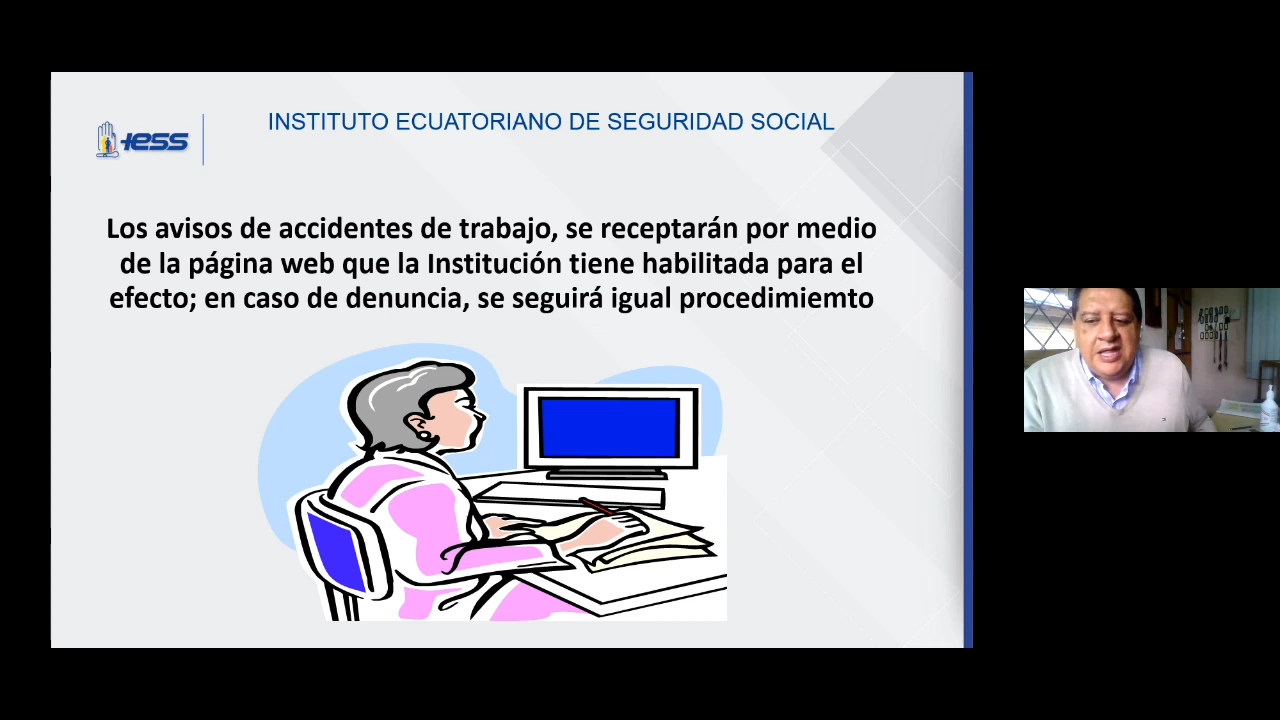 IESS
INSTITUTO ECUATORIANO DE SEGURIDAD SOCIAL
Los avisos de accidentes de trabajo, se receptarán por medio
de la página web que la Institución tiene habilitada para el
efecto; en caso de denuncia, se seguirá igual procedimiemto